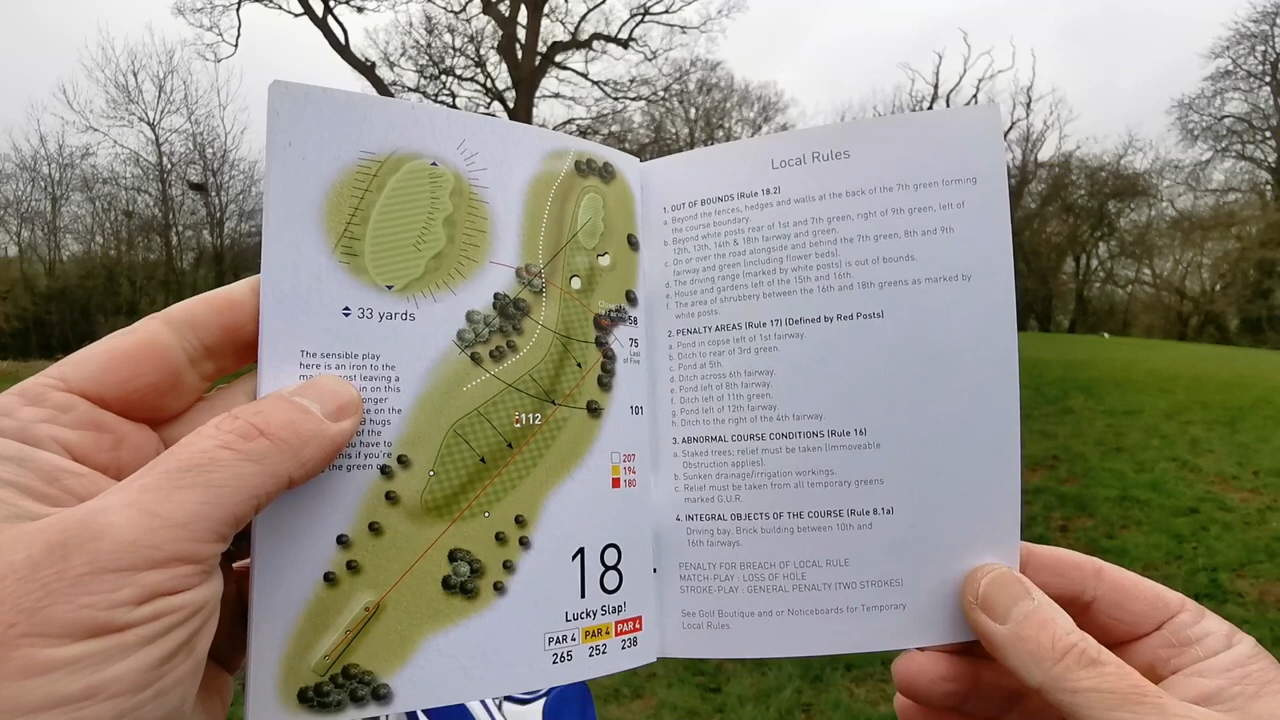 33 yards
The sensible play
here is an iron to the
leaving a
in on this
on the
hugs
of the
have to
this if you're
the green
58
75
Last
of Five
101
112
207
194
180
18
Lucky Slap!
PAR 4 PAR 4 PAR 4
265 252 238
Local Rules
1. OUT OF BOUNDS (Rule 18.2)
a. Beyond the fences, hedges and walls at the back of the 7th green forming
the course boundary.
b. Beyond white posts rear of 1st and 7th green, right of 9th green, left of
12th, 13th, 14th & 18th fairway and green.
c. On or over the road alongside and behind the 7th green, 8th and 9th
fairway and green (including flower beds).
d. The driving range (marked by white posts) is out of bounds.
e. House and gardens left of the 15th and 16th.
f. The area of shrubbery between the 16th and 18th greens as marked by
white posts.
2. PENALTY AREAS (Rule 17) (Defined by Red Posts)
a. Pond in copse left of 1st fairway.
b. Ditch to rear of 3rd green.
c. Pond at 5th.
d. Ditch across 6th fairway.
e. Pond left of 8th fairway.
f. Ditch left of 11th green.
g. Pond left of 12th fairway.
h. Ditch to the right of the 4th fairway.
3. ABNORMAL COURSE CONDITIONS (Rule 16)
a. Staked trees; relief must be taken (Immoveable
Obstruction applies).
b. Sunken drainage/irrigation workings.
c. Relief must be taken from all temporary greens
marked G.U.R.
4. INTEGRAL OBJECTS OF THE COURSE (Rule 8.1a)
Driving bay. Brick building between 10th and
16th fairways.
PENALTY FOR BREACH OF LOCAL RULE
MATCH-PLAY : LOSS OF HOLE
STROKE-PLAY : GENERAL PENALTY (TWO STROKES)
See Golf Boutique and or Noticeboards for Temporary
Local Rules.